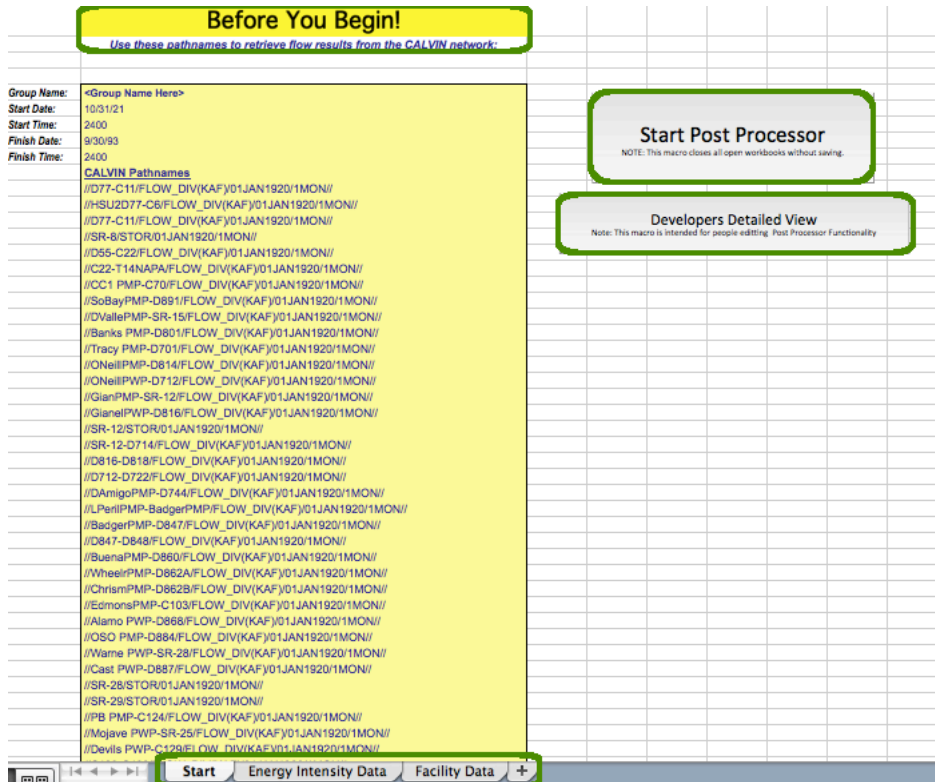 Before You Begin!
Use these pathnames to retrieve flow results from the CALVIN network:
Group Name: <Group Name Here>
Start Date: 10/31/21
Start Time: 2400
Finish Date: 9/30/93
Finish Time: 2400
CALVIN Pathnames
//D77-C11/FLOW_DIV(KAF)/01JAN1920/1MON//
//HSU2D77-C6/FLOW_DIV(KAF)/01JAN1920/1MON//
//D77-C11/FLOW_DIV(KAF)/01JAN1920/1MON//
//SR-8/STOR/01JAN1920/1MON//
//D55-C22/FLOW_DIV(KAF)/01JAN1920/1MON//
//C22-T14NAPA/FLOW_DIV(KAF)/01JAN1920/1MON//
//CC1 PMP-C70/FLOW_DIV(KAF)/01JAN1920/1MON//
//SoBayPMP-D891/FLOW_DIV(KAF)/01JAN1920/1MON//
//DVallePMP-SR-15/FLOW_DIV(KAF)/01JAN1920/1MON//
//Banks PMP-D801/FLOW_DIV(KAF)/01JAN1920/1MON//
//Tracy PMP-D701/FLOW_DIV(KAF)/01JAN1920/1MON//
//ONeillPMP-D814/FLOW_DIV(KAF)/01JAN1920/1MON//
//ONeillPWP-D712/FLOW_DIV(KAF)/01JAN1920/1MON//
//GianPMP-SR-12/FLOW_DIV(KAF)/01JAN1920/1MON//
//GianelPWP-D816/FLOW_DIV(KAF)/01JAN1920/1MON//
//SR-12/STOR/01JAN1920/1MON//
//SR-12-D714/FLOW_DIV(KAF)/01JAN1920/1MON//
//D816-D818/FLOW_DIV(KAF)/01JAN1920/1MON//
//D712-D722/FLOW_DIV(KAF)/01JAN1920/1MON//
//DAmigoPMP-D744/FLOW_DIV(KAF)/01JAN1920/1MON//
//LPerilPMP-BadgerPMP/FLOW_DIV(KAF)/01JAN1920/1MON//
//BadgerPMP-D847/FLOW_DIV(KAF)/01JAN1920/1MON//
//D847-D848/FLOW_DIV(KAF)/01JAN1920/1MON//
//BuenaPMP-D860/FLOW_DIV(KAF)/01JAN1920/1MON//
//WheelrPMP-D862A/FLOW_DIV(KAF)/01JAN1920/1MON//
//ChrismPMP-D862B/FLOW_DIV(KAF)/01JAN1920/1MON//
//EdmonsPMP-C103/FLOW_DIV(KAF)/01JAN1920/1MON//
//Alamo PWP-D868/FLOW_DIV(KAF)/01JAN1920/1MON//
//OSO PMP-D884/FLOW_DIV(KAF)/01JAN1920/1MON//
//Warne PWP-SR-28/FLOW_DIV(KAF)/01JAN1920/1MON//
//Cast PWP-D887/FLOW_DIV(KAF)/01JAN1920/1MON//
//SR-28/STOR/01JAN1920/1MON//
//SR-29/STOR/01JAN1920/1MON//
//PB PMP-C124/FLOW_DIV(KAF)/01JAN1920/1MON//
//Mojave PWP-SR-25/FLOW_DIV(KAF)/01JAN1920/1MON//
//Devils PWP-C129/FLOW_DIV(KAF)/01JAN1920/1MON//
Start Post Processor
NOTE: This macro closes all open workbooks without saving.
Developers Detailed View
Note: This macro is intended for people editting Post Processor Functionality
Start Energy Intensity Data Facility Data +